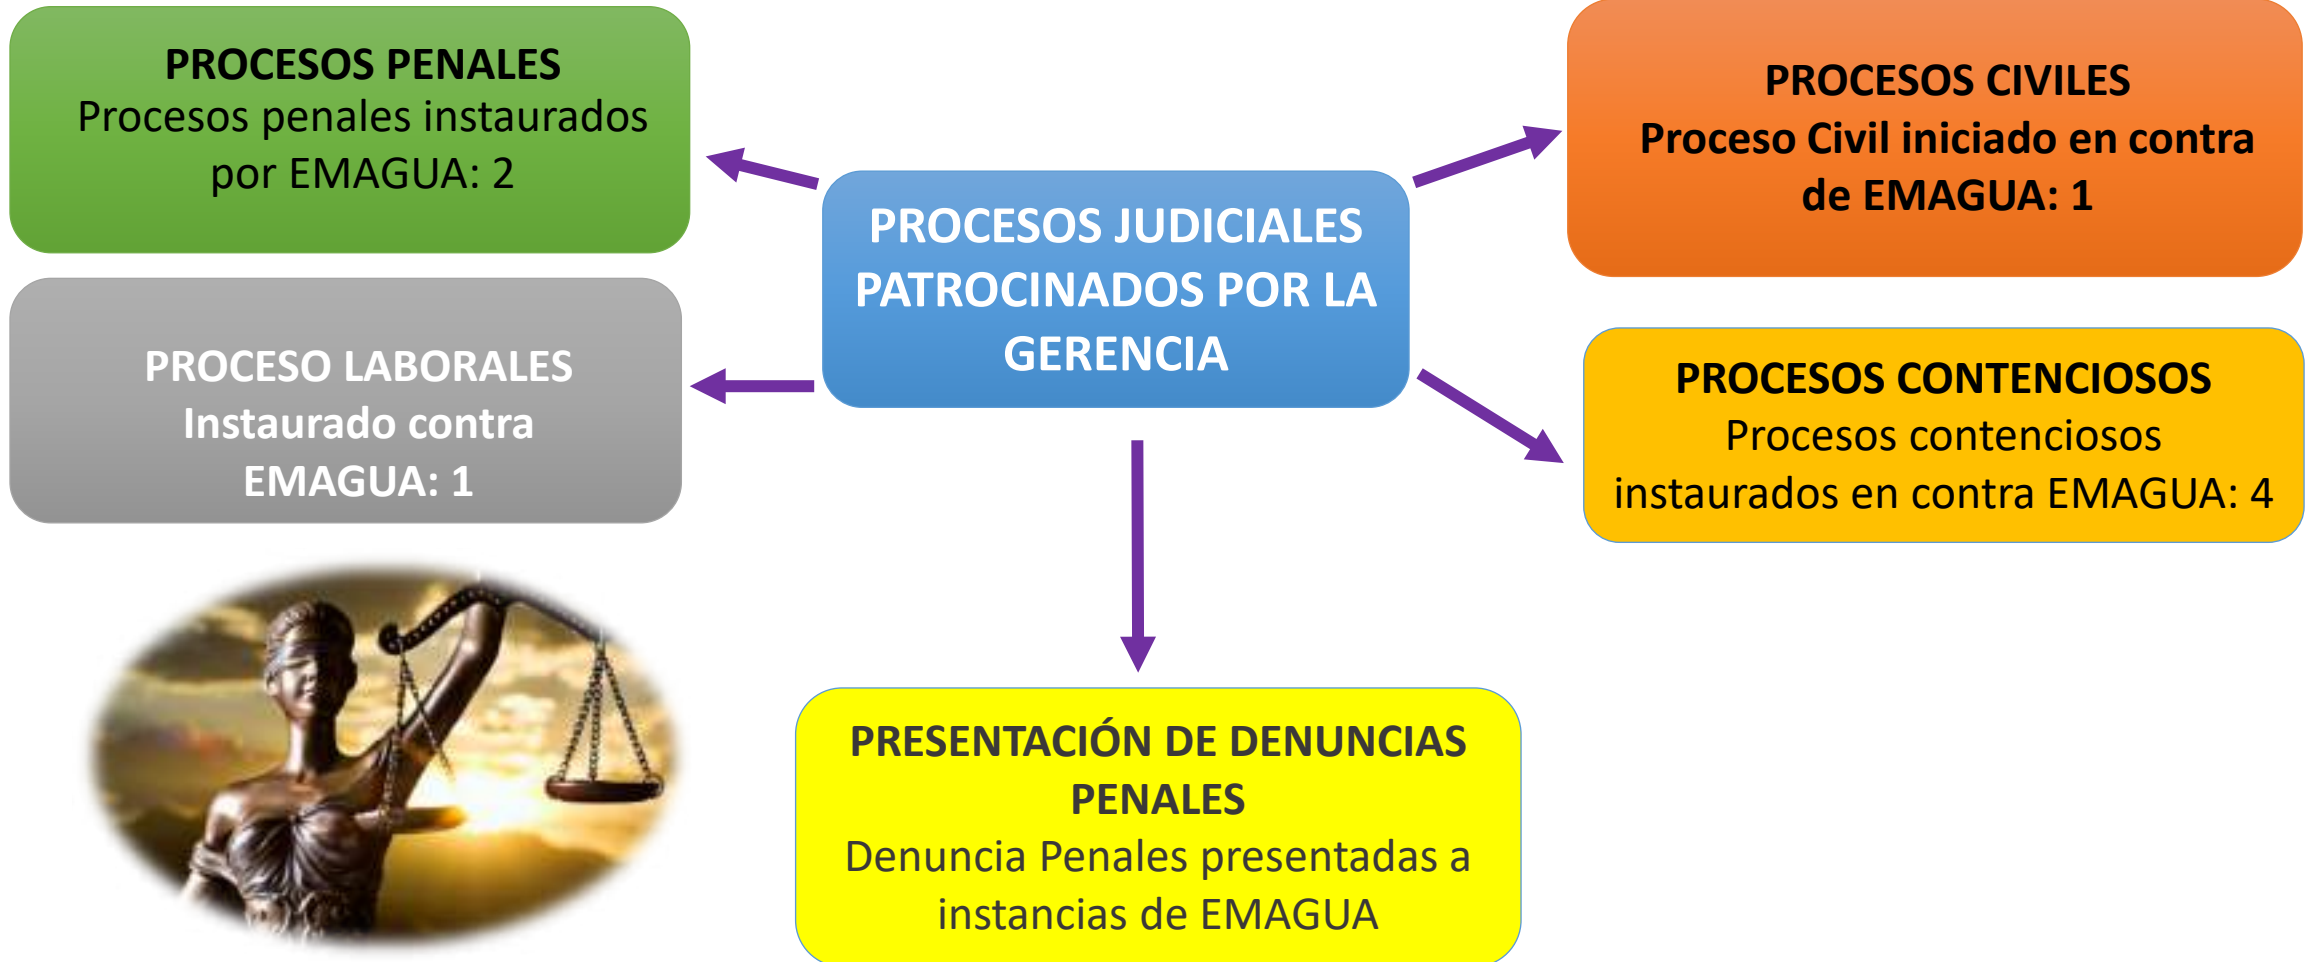 PROCESOS PENALES
Procesos penales instaurados
por EMAGUA: 2
PROCESOS CIVILES
Proceso Civil iniciado en contra
de EMAGUA: 1
PROCESOS JUDICIALES
PATROCINADOS POR LA
GERENCIA
PROCESO LABORALES
Instaurado contra
EMAGUA: 1
PROCESOS CONTENCIOSOS
Procesos contenciosos
instaurados en contra EMAGUA: 4
PRESENTACIÓN DE DENUNCIAS
PENALES
Denuncia Penales presentadas a
instancias de EMAGUA